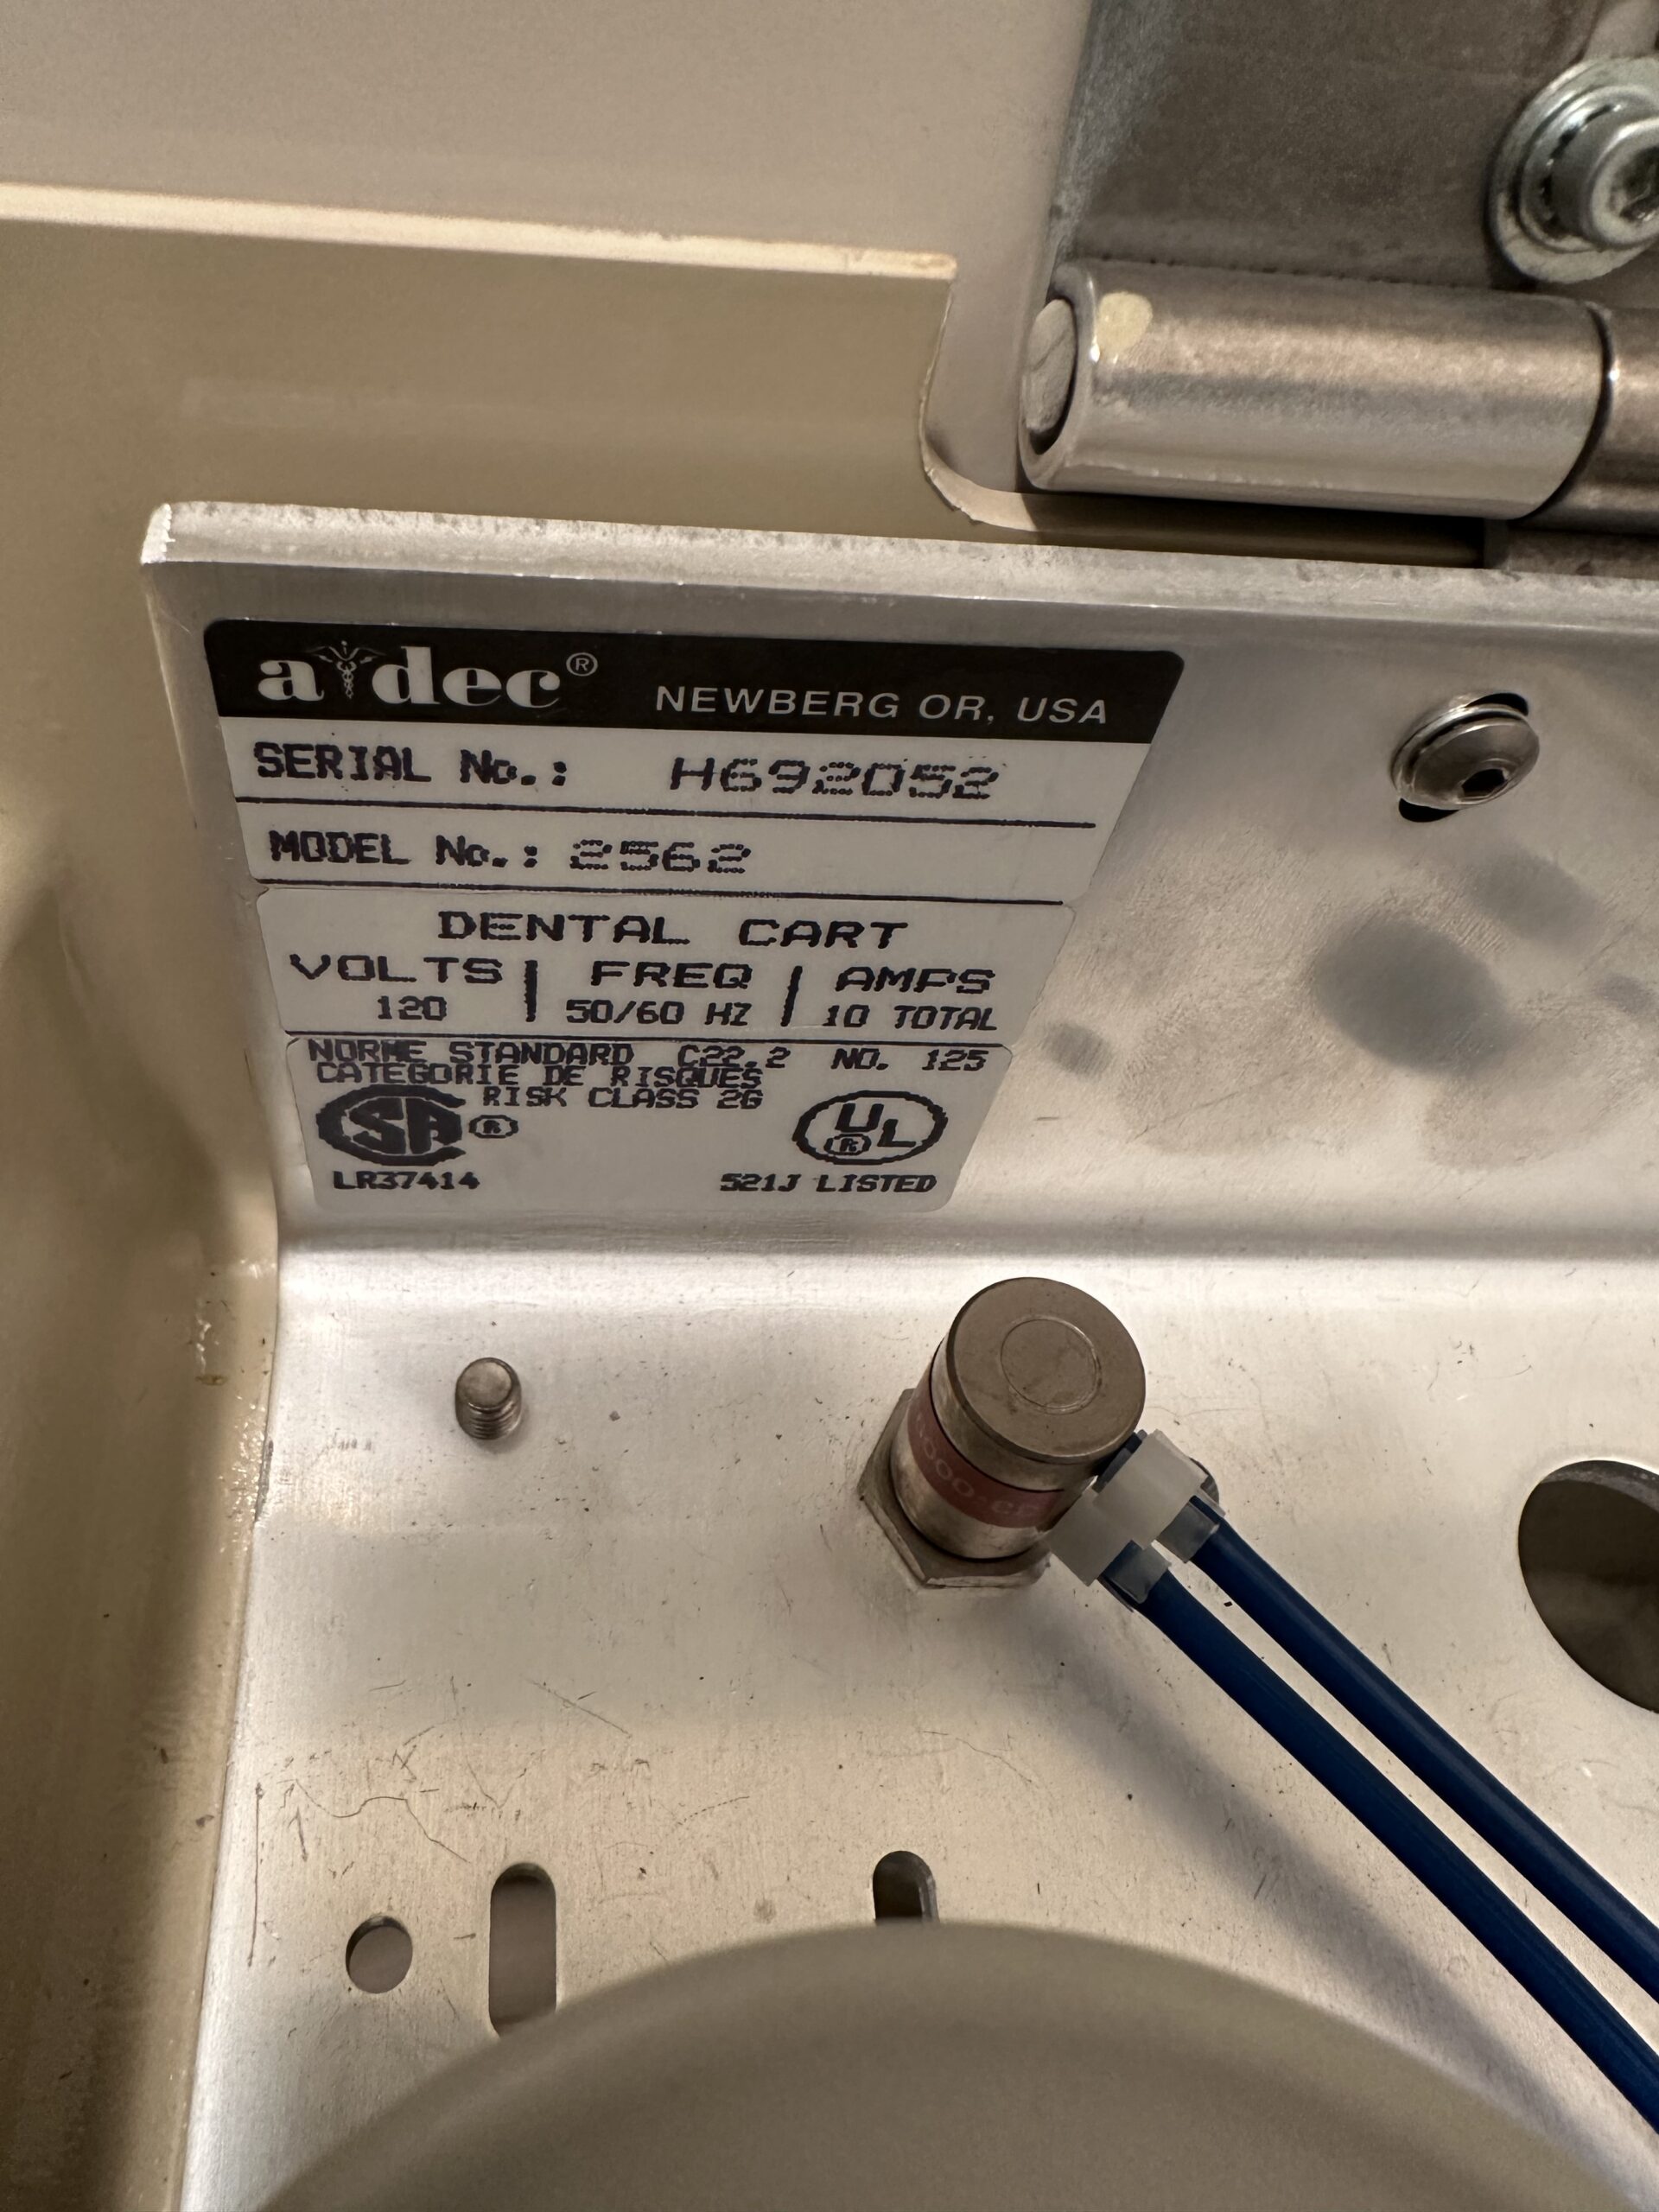 a dec® NEWBERG OR, USA
SERIAL No.: H692052
MODEL No.: 2562
DENTAL CART
VOLTS | FREQ | AMPS
120 | 50/60 HZ | 10 TOTAL
NORME STANDARD C22.2 NO. 125
CATEGORIE DE RISQUES
RISK CLASS 2G
SA ® UL ®
LR37414 521J LISTED